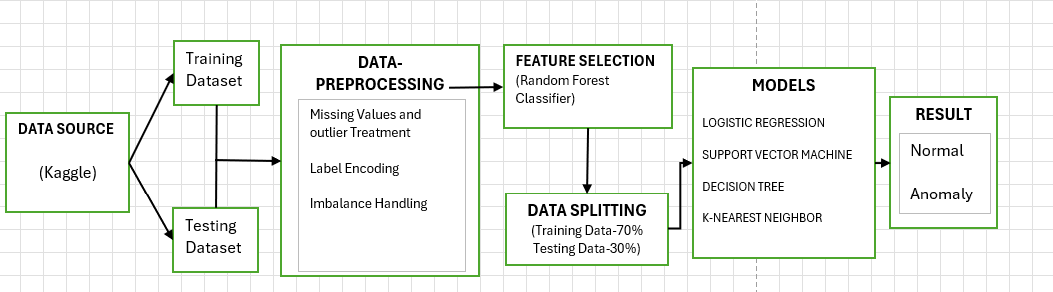 DATA SOURCE
(Kaggle)
Training
Dataset
Testing
Dataset
DATA-
PREPROCESSING
Missing Values and
outlier Treatment
Label Encoding
Imbalance Handling
FEATURE SELECTION
(Random Forest
Classifier)
DATA SPLITTING
(Training Data-70%
Testing Data-30%)
MODELS
LOGISTIC REGRESSION
SUPPORT VECTOR MACHINE
DECISION TREE
K-NEAREST NEIGHBOR
RESULT
Normal
Anomaly